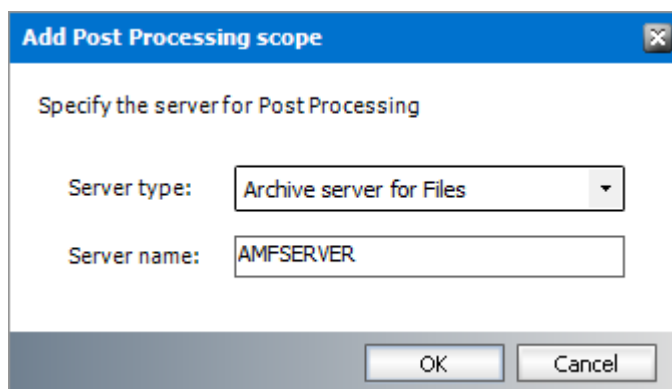 Add Post Processing scope
Specify the server for Post Processing
Server type: Archive server for Files
Server name: AMFSERVER
OK Cancel